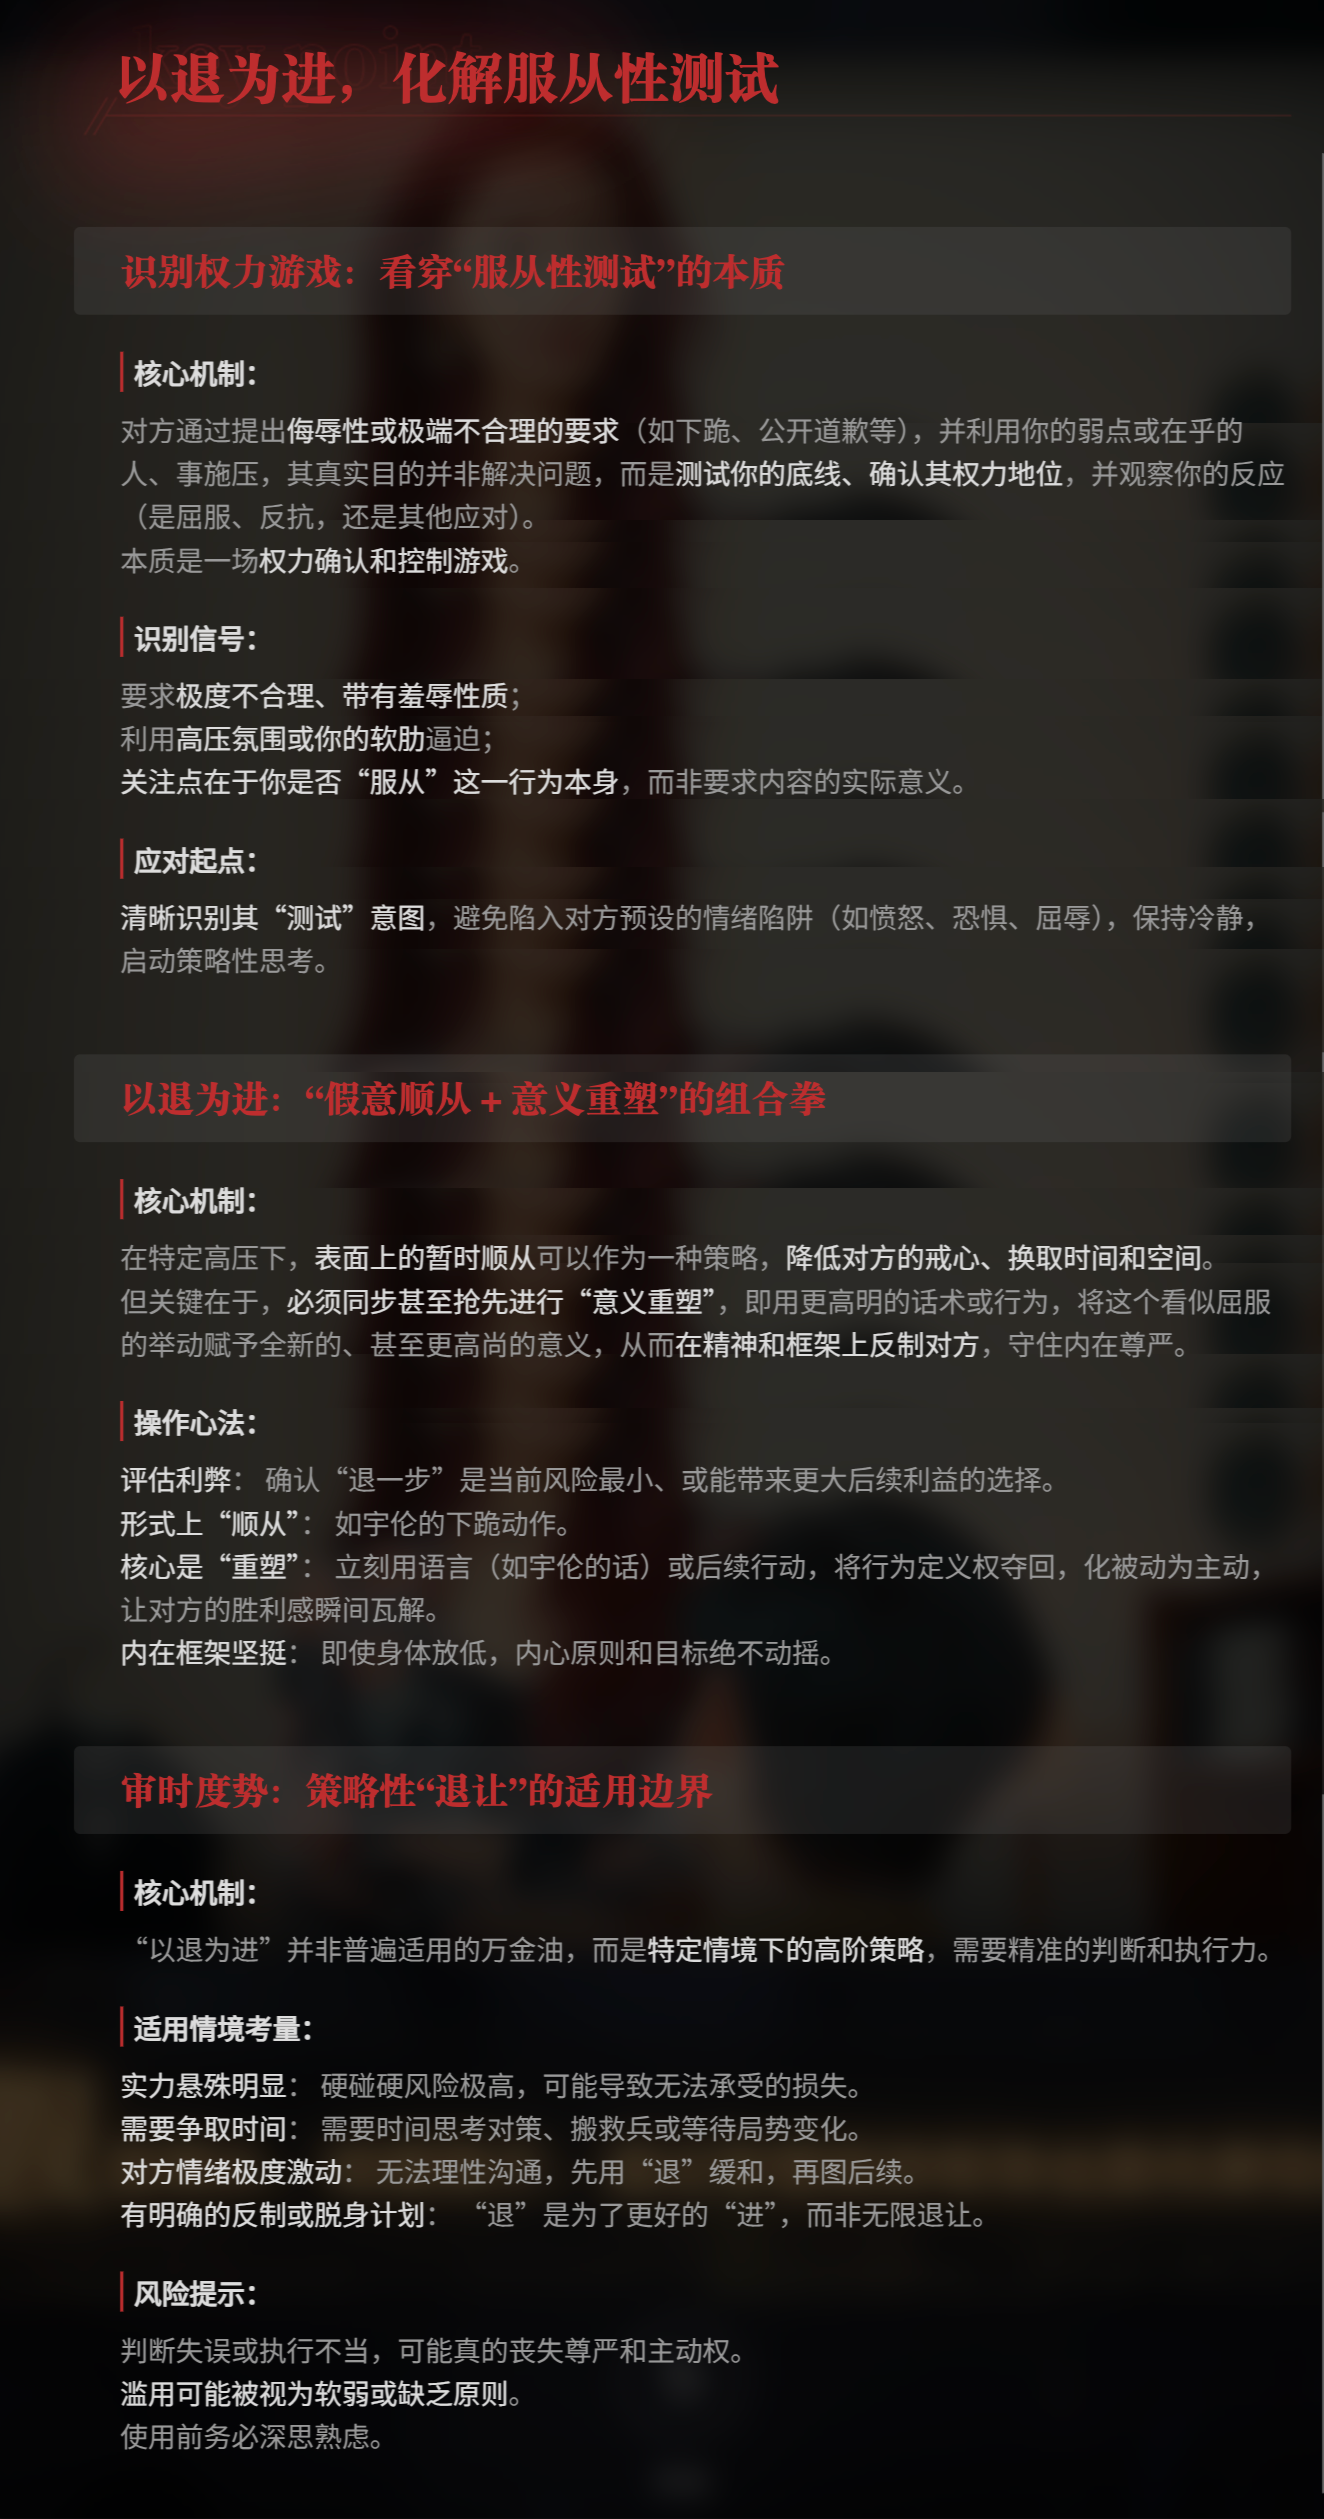 key point
以退为进，化解服从性测试
识别权力游戏：看穿“服从性测试”的本质
核心机制：
对方通过提出侮辱性或极端不合理的要求（如下跪、公开道歉等），并利用你的弱点或在乎的
人、事施压，其真实目的并非解决问题，而是测试你的底线、确认其权力地位，并观察你的反应
（是屈服、反抗，还是其他应对）。
本质是一场权力确认和控制游戏。
识别信号：
要求极度不合理、带有羞辱性质；
利用高压氛围或你的软肋逼迫；
关注点在于你是否“服从”这一行为本身，而非要求内容的实际意义。
应对起点：
清晰识别其“测试”意图，避免陷入对方预设的情绪陷阱（如愤怒、恐惧、屈辱），保持冷静，
启动策略性思考。
以退为进：“假意顺从 + 意义重塑”的组合拳
核心机制：
在特定高压下，表面上的暂时顺从可以作为一种策略，降低对方的戒心、换取时间和空间。
但关键在于，必须同步甚至抢先进行“意义重塑”，即用更高明的话术或行为，将这个看似屈服
的举动赋予全新的、甚至更高尚的意义，从而在精神和框架上反制对方，守住内在尊严。
操作心法：
评估利弊： 确认“退一步”是当前风险最小、或能带来更大后续利益的选择。
形式上“顺从”： 如宇伦的下跪动作。
核心是“重塑”： 立刻用语言（如宇伦的话）或后续行动，将行为定义权夺回，化被动为主动，
让对方的胜利感瞬间瓦解。
内在框架坚挺： 即使身体放低，内心原则和目标绝不动摇。
审时度势：策略性“退让”的适用边界
核心机制：
“以退为进”并非普遍适用的万金油，而是特定情境下的高阶策略，需要精准的判断和执行力。
适用情境考量：
实力悬殊明显： 硬碰硬风险极高，可能导致无法承受的损失。
需要争取时间： 需要时间思考对策、搬救兵或等待局势变化。
对方情绪极度激动： 无法理性沟通，先用“退”缓和，再图后续。
有明确的反制或脱身计划： “退”是为了更好的“进”，而非无限退让。
风险提示：
判断失误或执行不当，可能真的丧失尊严和主动权。
滥用可能被视为软弱或缺乏原则。
使用前务必深思熟虑。